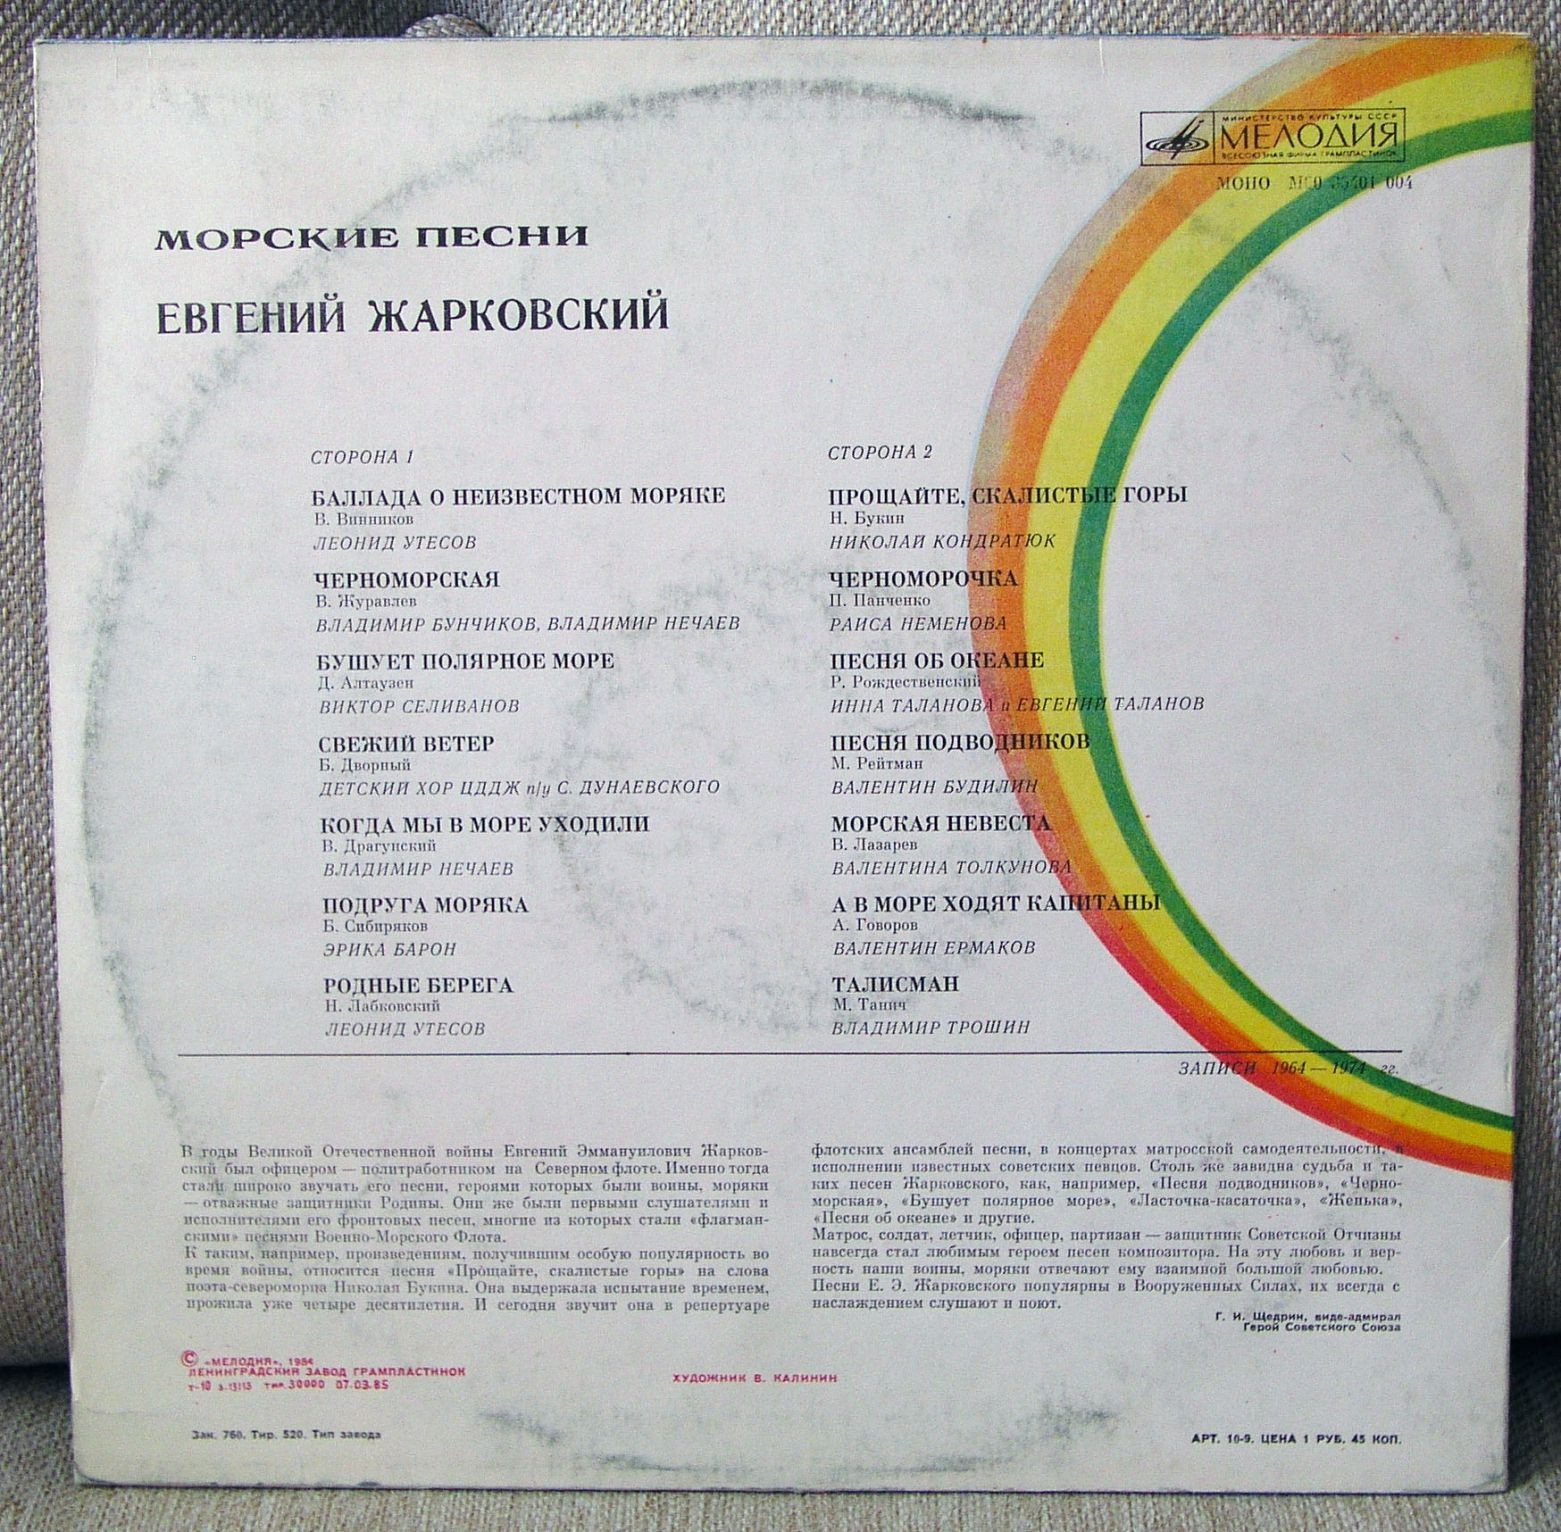 МИНИСТЕРСТВО КУЛЬТУРЫ СССР
МЕЛОДИЯ
ВСЕСОЮЗНАЯ ФИРМА ГРАМПЛАСТИНОК
МОНО 004
МОРСКИЕ ПЕСНИ
ЕВГЕНИЙ ЖАРКОВСКИЙ
СТОРОНА 1
БАЛЛАДА О НЕИЗВЕСТНОМ МОРЯКЕ
В. Винников
ЛЕОНИД УТЕСОВ
ЧЕРНОМОРСКАЯ
В. Журавлев
ВЛАДИМИР БУНЧИКОВ, ВЛАДИМИР НЕЧАЕВ
БУШУЕТ ПОЛЯРНОЕ МОРЕ
Д. Алтаузен
ВИКТОР СЕЛИВАНОВ
СВЕЖИЙ ВЕТЕР
Б. Дворный
ДЕТСКИЙ ХОР ЦДДЖ п/у С. ДУНАЕВСКОГО
КОГДА МЫ В МОРЕ УХОДИЛИ
В. Драгунский
ВЛАДИМИР НЕЧАЕВ
ПОДРУГА МОРЯКА
Б. Сибиряков
ЭРИКА БАРОН
РОДНЫЕ БЕРЕГА
Н. Лабковский
ЛЕОНИД УТЕСОВ
СТОРОНА 2
ПРОЩАЙТЕ, СКАЛИСТЫЕ ГОРЫ
Н. Букин
НИКОЛАЙ КОНДРАТЮК
ЧЕРНОМОРОЧКА
П. Панченко
РАИСА НЕМЕНОВА
ПЕСНЯ ОБ ОКЕАНЕ
Р. Рождественский
ИННА ТАЛАНОВА и ЕВГЕНИЙ ТАЛАНОВ
ПЕСНЯ ПОДВОДНИКОВ
М. Рейтман
ВАЛЕНТИН БУДИЛИН
МОРСКАЯ НЕВЕСТА
В. Лазарев
ВАЛЕНТИНА ТОЛКУНОВА
А В МОРЕ ХОДЯТ КАПИТАНЫ
А. Говоров
ВАЛЕНТИН ЕРМАКОВ
ТАЛИСМАН
М. Танич
ВЛАДИМИР ТРОШИН
ЗАПИСИ 1964 — 1974 гг.
В годы Великой Отечественной войны Евгений Эммануилович Жарков-
ский был офицером — политработником на Северном флоте. Именно тогда
стали широко звучать его песни, героями которых были воины, моряки
— отважные защитники Родины. Они же были первыми слушателями и
исполнителями его фронтовых песен, многие из которых стали «флагман-
скими» песнями Военно-Морского Флота.
К таким, например, произведениям, получившим особую популярность во
время войны, относится песня «Прощайте, скалистые горы» на слова
поэта-североморца Николая Букина. Она выдержала испытание временем,
прожила уже четыре десятилетия. И сегодня звучит она в репертуаре
флотских ансамблей песни, в концертах матросской самодеятельности, в
исполнении известных советских певцов. Столь же завидна судьба и та-
ких песен Жарковского, как, например, «Песня подводников», «Черно-
морская», «Бушует полярное море», «Ласточка-касаточка», «Женька»,
«Песня об океане» и другие.
Матрос, солдат, летчик, офицер, партизан — защитник Советской Отчизны
навсегда стал любимым героем песен композитора. На эту любовь и вер-
ность наши воины, моряки отвечают ему взаимной большой любовью.
Песни Е. Э. Жарковского популярны в Вооруженных Силах, их всегда с
наслаждением слушают и поют.
Г. И. Щедрин, вице-адмирал
Герой Советского Союза
© «МЕЛОДИЯ», 1984
ЛЕНИНГРАДСКИЙ ЗАВОД ГРАМПЛАСТИНОК
т-10 30000 07.03.85
ХУДОЖНИК В. КАЛИНИН
Зак. 760. Тир. 520. Тип завода
АРТ. 10-9. ЦЕНА 1 РУБ. 45 КОП.